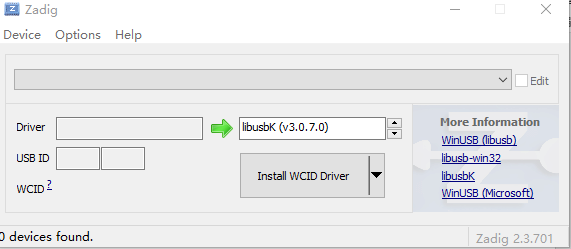 Zadig
Device Options Help
Edit
Driver libusbK (v3.0.7.0)
USB ID
WCID ?
Install WCID Driver
More Information
WinUSB (libusb)
libusb-win32
libusbK
WinUSB (Microsoft)
0 devices found. Zadig 2.3.701